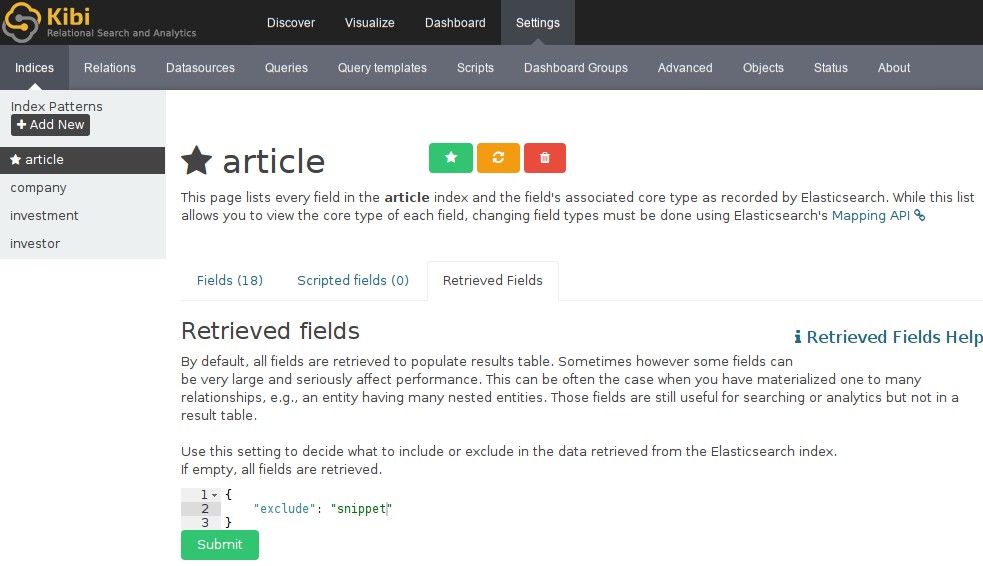 Kibi
Relational Search and Analytics
Discover Visualize Dashboard Settings
Indices Relations Datasources Queries Query templates Scripts Dashboard Groups Advanced Objects Status About
Index Patterns
Add New
article
company
investment
investor
article
This page lists every field in the article index and the field's associated core type as recorded by Elasticsearch. While this list
allows you to view the core type of each field, changing field types must be done using Elasticsearch's Mapping API
Fields (18) Scripted fields (0) Retrieved Fields
Retrieved fields
Retrieved Fields Help
By default, all fields are retrieved to populate results table. Sometimes however some fields can
be very large and seriously affect performance. This can be often the case when you have materialized one to many
relationships, e.g., an entity having many nested entities. Those fields are still useful for searching or analytics but not in a
result table.
Use this setting to decide what to include or exclude in the data retrieved from the Elasticsearch index.
If empty, all fields are retrieved.
1 {
2 "exclude": "snippet"
3 }
Submit